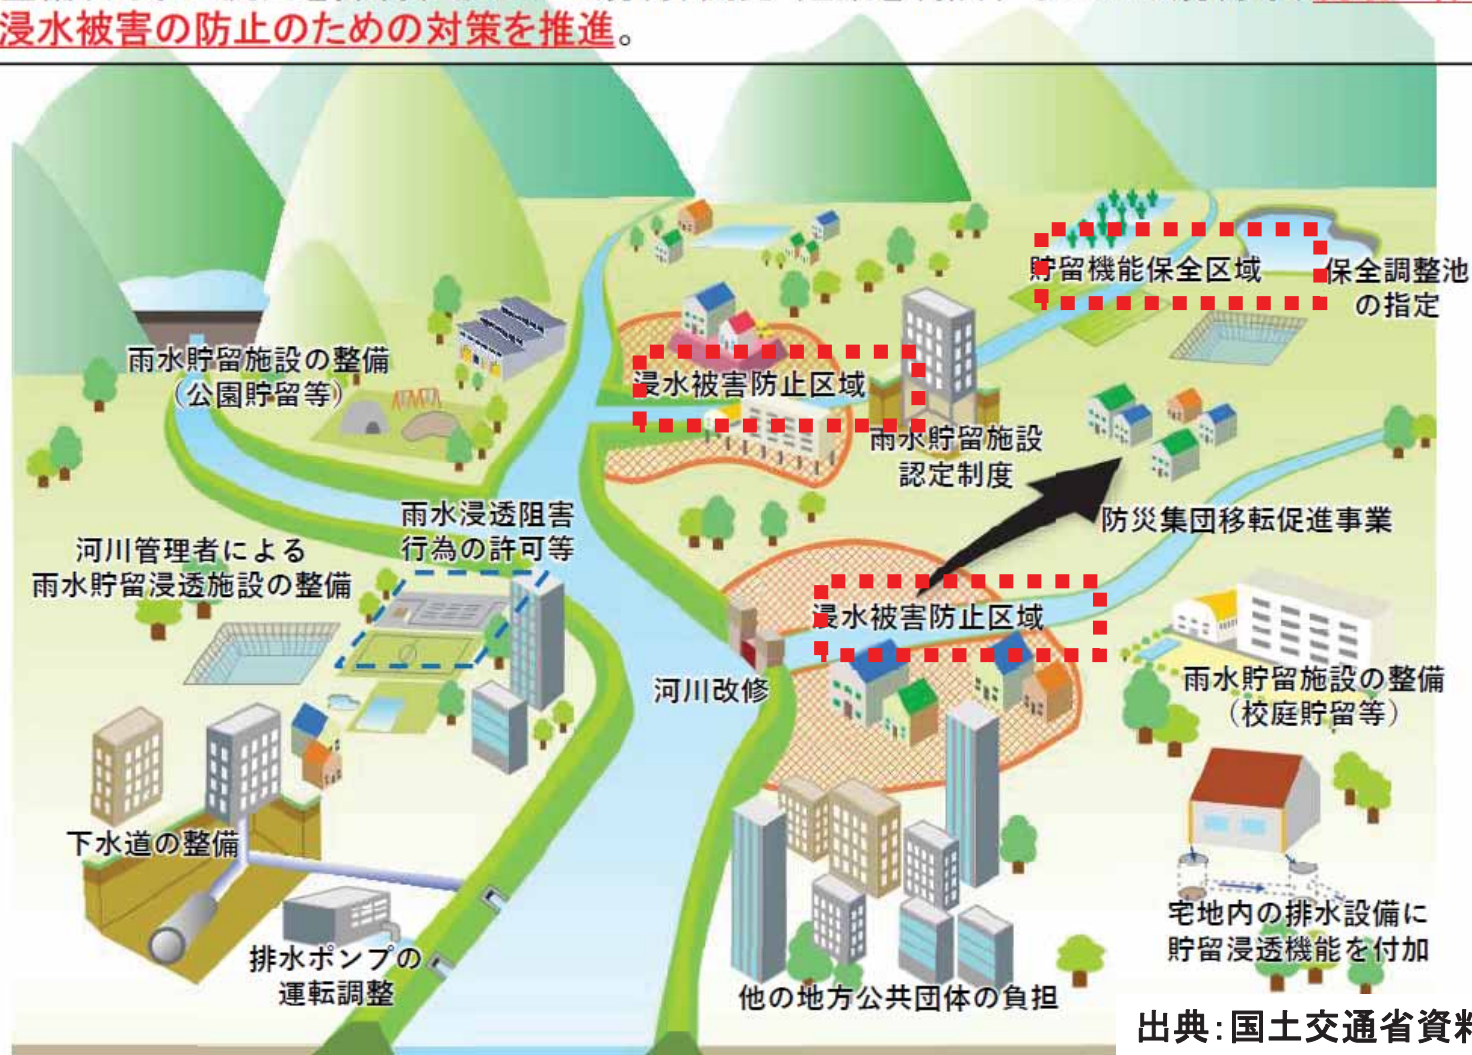 浸水被害の防止のための対策を推進。
貯留機能保全区域
保全調整池
の指定
雨水貯留施設の整備
（公園貯留等）
浸水被害防止区域
雨水貯留施設
認定制度
雨水浸透阻害
行為の許可等
防災集団移転促進事業
河川管理者による
雨水貯留浸透施設の整備
浸水被害防止区域
河川改修
雨水貯留施設の整備
（校庭貯留等）
下水道の整備
宅地内の排水設備に
貯留浸透機能を付加
排水ポンプの
運転調整
他の地方公共団体の負担
出典：国土交通省資料